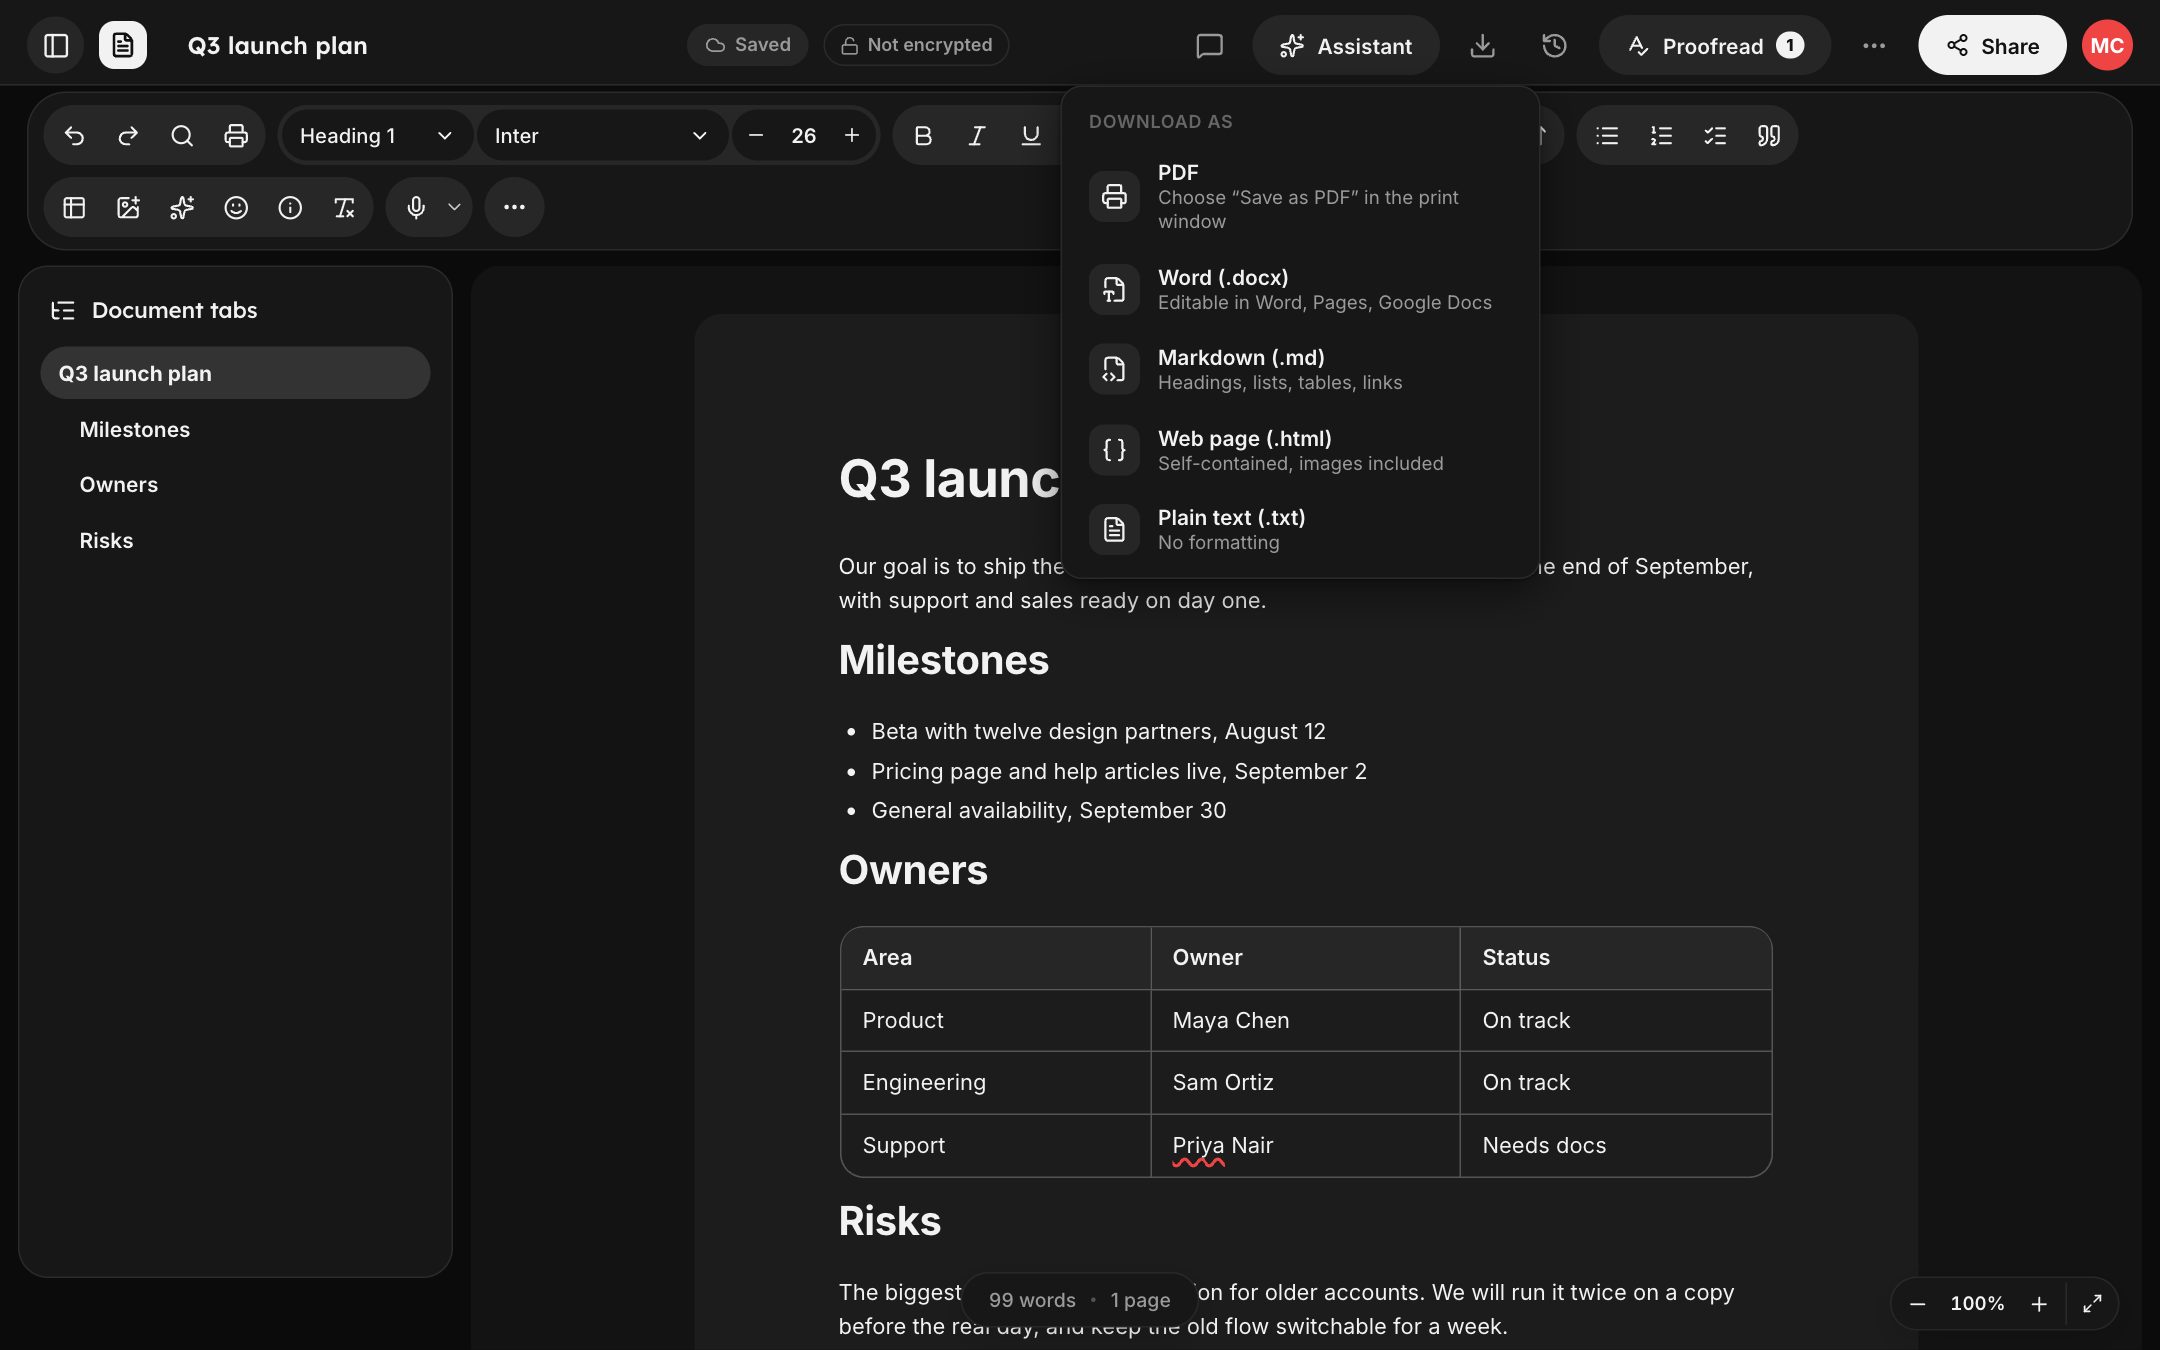 Q3 launch plan
Saved
Not encrypted
Assistant
Proofread 1
Share
MC
Heading 1
Inter
26
DOWNLOAD AS
PDF
Choose “Save as PDF” in the print
window
Word (.docx)
Editable in Word, Pages, Google Docs
Markdown (.md)
Headings, lists, tables, links
Web page (.html)
Self-contained, images included
Plain text (.txt)
No formatting
Document tabs
Q3 launch plan
Milestones
Owners
Risks
Q3
Our goal is to ship the end of September,
with support and sales ready on day one.
Milestones
• Beta with twelve design partners, August 12
• Pricing page and help articles live, September 2
• General availability, September 30
Owners
Area Owner Status
Product Maya Chen On track
Engineering Sam Ortiz On track
Support Priya Nair Needs docs
Risks
The biggest for older accounts. We will run it twice on a copy
before the real day, and keep the old flow switchable for a week.
99 words • 1 page
100%